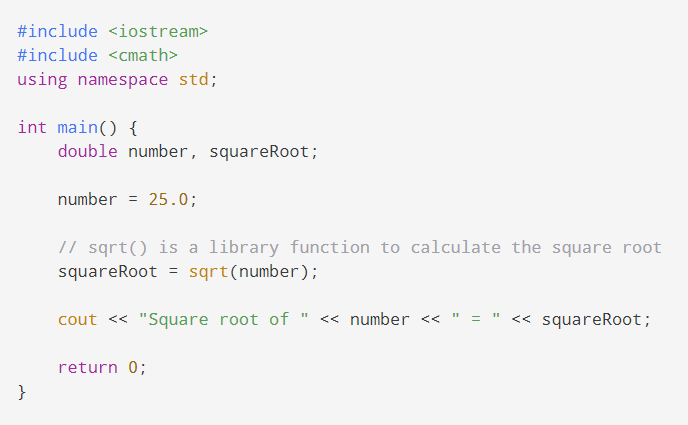 #include <iostream>
#include <cmath>
using namespace std;
int main() {
    double number, squareRoot;
    number = 25.0;
    // sqrt() is a library function to calculate the square root
    squareRoot = sqrt(number);
    cout << "Square root of " << number << " = " << squareRoot;
    return 0;
}